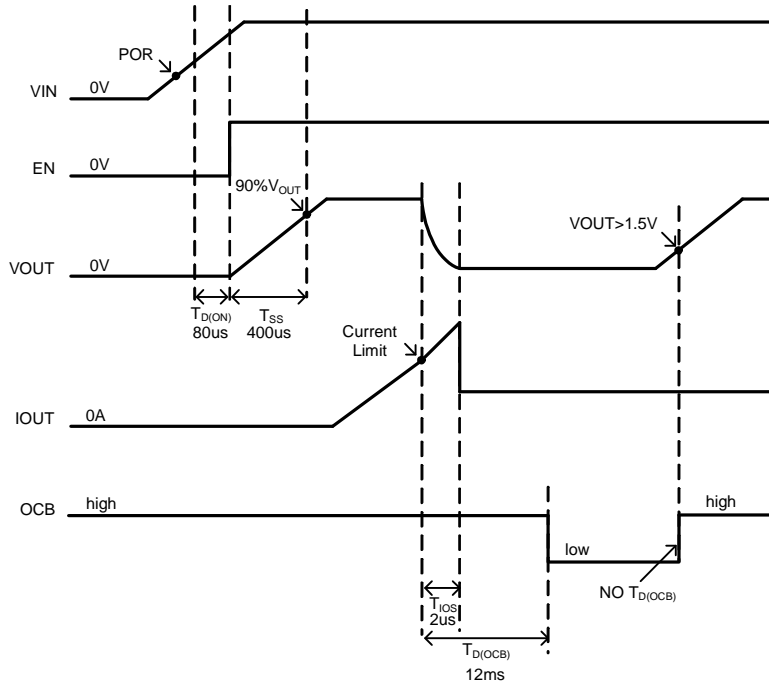 POR
VIN
0V
EN
0V
90%VOUT
VOUT>1.5V
VOUT
0V
TD(ON)
80us
TSS
400us
Current
Limit
IOUT
0A
OCB
high
high
low
NO TD(OCB)
TIOS
2us
TD(OCB)
12ms